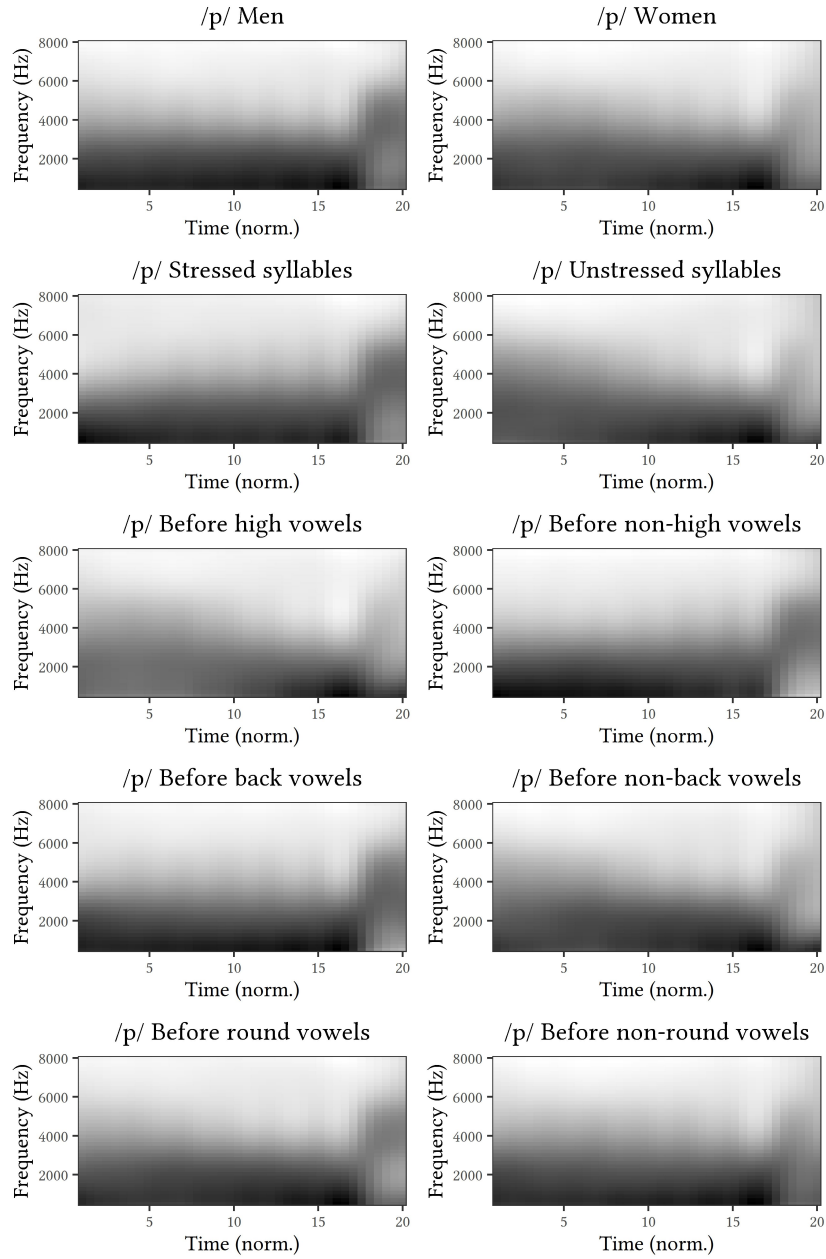 /p/ Men
/p/ Women
Frequency (Hz)
8000
6000
4000
2000
5
10
15
20
Time (norm.)
Frequency (Hz)
8000
6000
4000
2000
5
10
15
20
Time (norm.)
/p/ Stressed syllables
/p/ Unstressed syllables
Frequency (Hz)
8000
6000
4000
2000
5
10
15
20
Time (norm.)
Frequency (Hz)
8000
6000
4000
2000
5
10
15
20
Time (norm.)
/p/ Before high vowels
/p/ Before non-high vowels
Frequency (Hz)
8000
6000
4000
2000
5
10
15
20
Time (norm.)
Frequency (Hz)
8000
6000
4000
2000
5
10
15
20
Time (norm.)
/p/ Before back vowels
/p/ Before non-back vowels
Frequency (Hz)
8000
6000
4000
2000
5
10
15
20
Time (norm.)
Frequency (Hz)
8000
6000
4000
2000
5
10
15
20
Time (norm.)
/p/ Before round vowels
/p/ Before non-round vowels
Frequency (Hz)
8000
6000
4000
2000
5
10
15
20
Time (norm.)
Frequency (Hz)
8000
6000
4000
2000
5
10
15
20
Time (norm.)